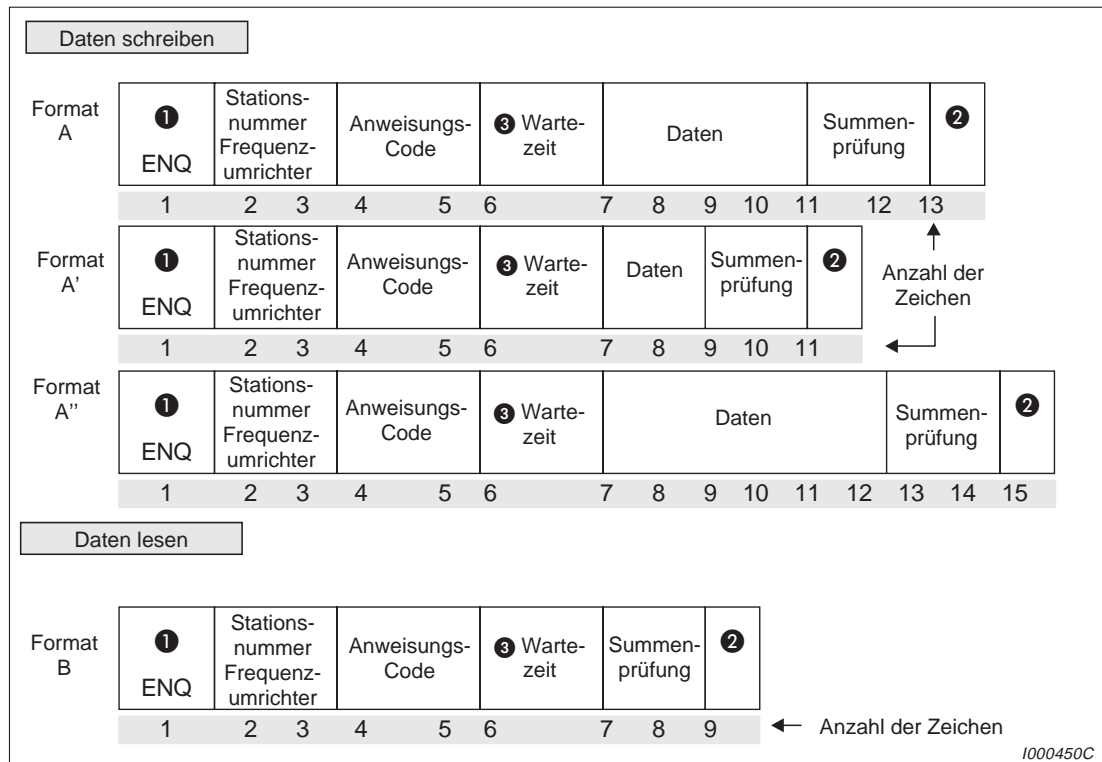 Daten schreiben
Format
A
❶
ENQ
Stations-
nummer
Frequenz-
umrichter
Anweisungs-
Code
❸ Warte-
zeit
Daten
Summen-
prüfung
❷
1 2 3 4 5 6 7 8 9 10 11 12 13
Format
A'
❶
ENQ
Stations-
nummer
Frequenz-
umrichter
Anweisungs-
Code
❸ Warte-
zeit
Daten
Summen-
prüfung
❷
Anzahl der
Zeichen
1 2 3 4 5 6 7 8 9 10 11
Format
A''
❶
ENQ
Stations-
nummer
Frequenz-
umrichter
Anweisungs-
Code
❸ Warte-
zeit
Daten
Summen-
prüfung
❷
1 2 3 4 5 6 7 8 9 10 11 12 13 14 15
Daten lesen
Format
B
❶
ENQ
Stations-
nummer
Frequenz-
umrichter
Anweisungs-
Code
❸ Warte-
zeit
Summen-
prüfung
❷
1 2 3 4 5 6 7 8 9
Anzahl der Zeichen
I000450C